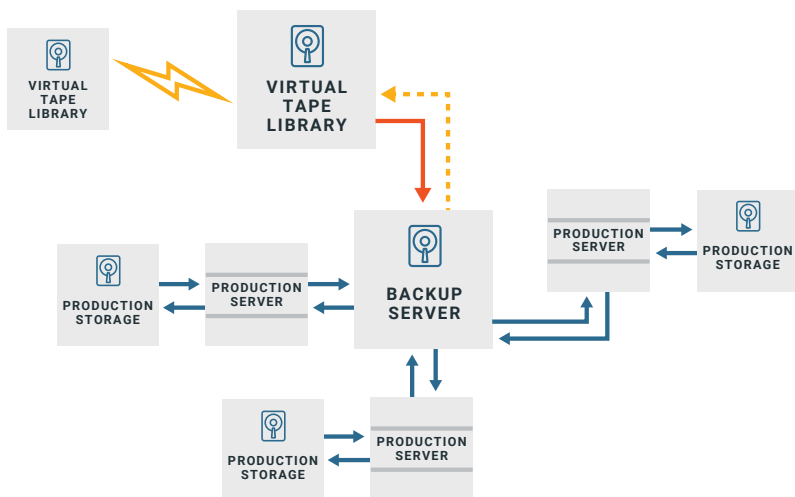 VIRTUAL
TAPE
LIBRARY
VIRTUAL
TAPE
LIBRARY
PRODUCTION
SERVER
PRODUCTION
STORAGE
PRODUCTION
STORAGE
PRODUCTION
SERVER
BACKUP
SERVER
PRODUCTION
STORAGE
PRODUCTION
SERVER